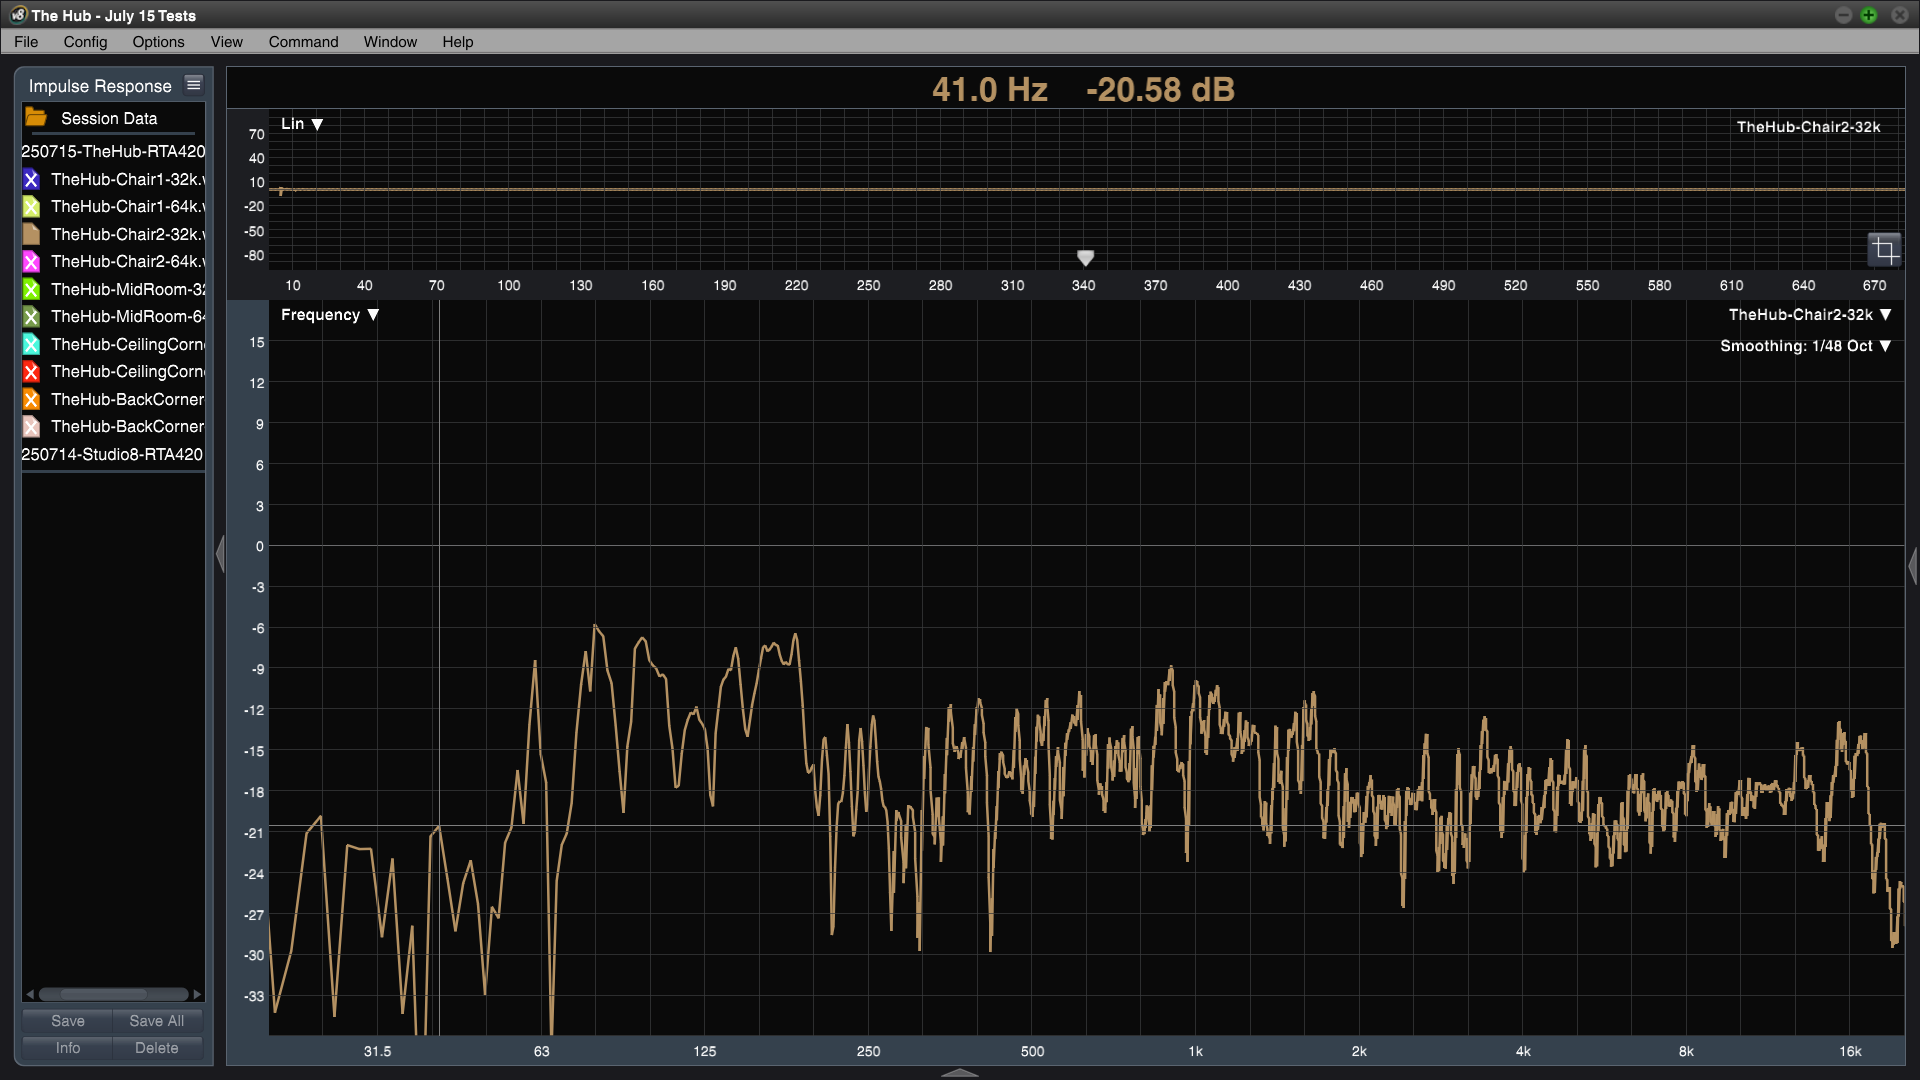 v8 The Hub - July 15 Tests
File Config Options View Command Window Help
Impulse Response
Session Data
250715-TheHub-RTA420
TheHub-Chair1-32k.w
TheHub-Chair1-64k.w
TheHub-Chair2-32k.w
TheHub-Chair2-64k.w
TheHub-MidRoom-32
TheHub-MidRoom-64
TheHub-CeilingCorne
TheHub-CeilingCorne
TheHub-BackCorner
TheHub-BackCorner
250714-Studio8-RTA420
Save Save All
Info Delete
41.0 Hz -20.58 dB
Lin ▼
TheHub-Chair2-32k
70
40
10
-20
-50
-80
10 40 70 100 130 160 190 220 250 280 310 340 370 400 430 460 490 520 550 580 610 640 670
Frequency ▼
TheHub-Chair2-32k ▼
Smoothing: 1/48 Oct ▼
15
12
9
6
3
0
-3
-6
-9
-12
-15
-18
-21
-24
-27
-30
-33
31.5 63 125 250 500 1k 2k 4k 8k 16k